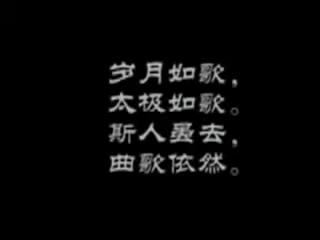 岁月如歌，
太极如歌。
斯人虽去，
曲歌依然。